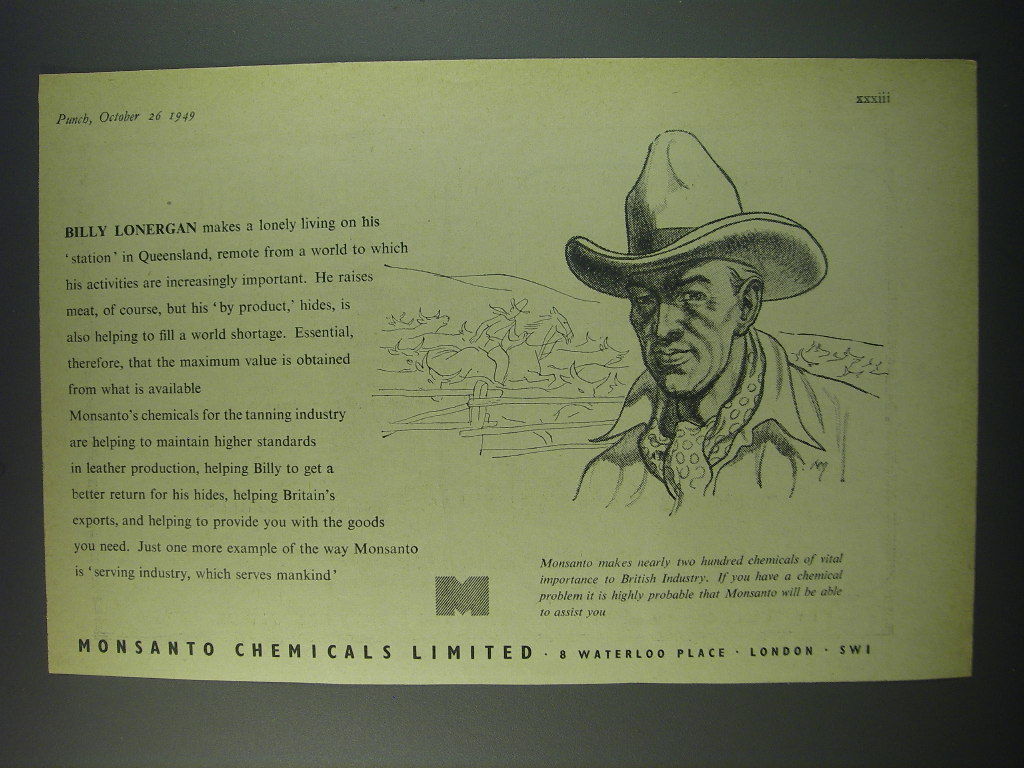 Punch, October 26 1949
xxxiii
BILLY LONERGAN makes a lonely living on his
‘station’ in Queensland, remote from a world to which
his activities are increasingly important. He raises
meat, of course, but his ‘by product,’ hides, is
also helping to fill a world shortage. Essential,
therefore, that the maximum value is obtained
from what is available
Monsanto’s chemicals for the tanning industry
are helping to maintain higher standards
in leather production, helping Billy to get a
better return for his hides, helping Britain’s
exports, and helping to provide you with the goods
you need. Just one more example of the way Monsanto
is ‘serving industry, which serves mankind’
M
Monsanto makes nearly two hundred chemicals of vital
importance to British Industry. If you have a chemical
problem it is highly probable that Monsanto will be able
to assist you
MONSANTO CHEMICALS LIMITED · 8 WATERLOO PLACE · LONDON · SW1